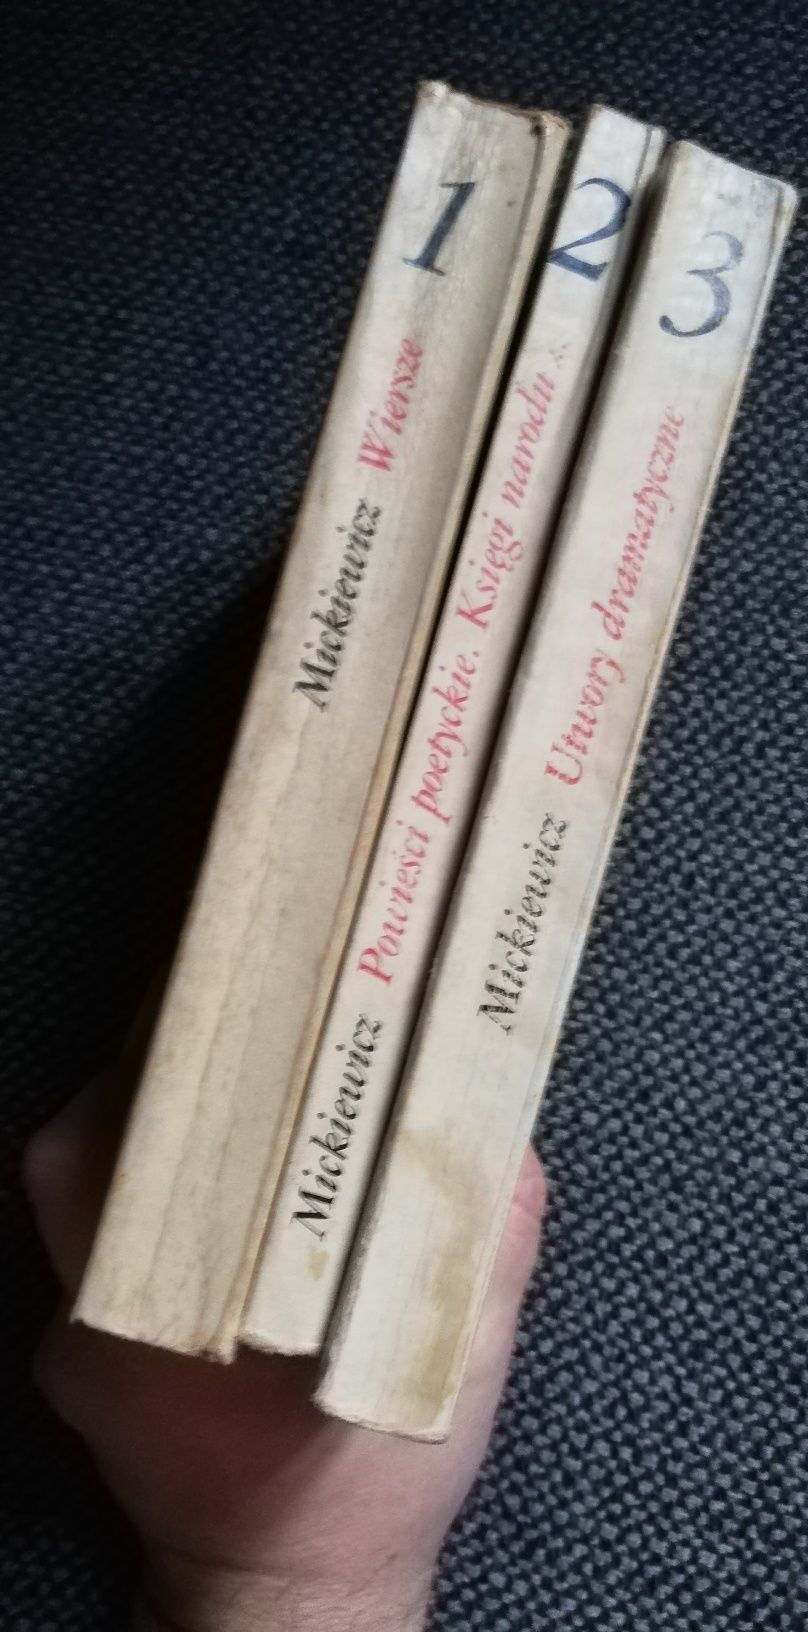 1
Mickiewicz Wiersze
2
Mickiewicz Powieści poetyckie. Księgi narodu...
3
Mickiewicz Utwory dramatyczne